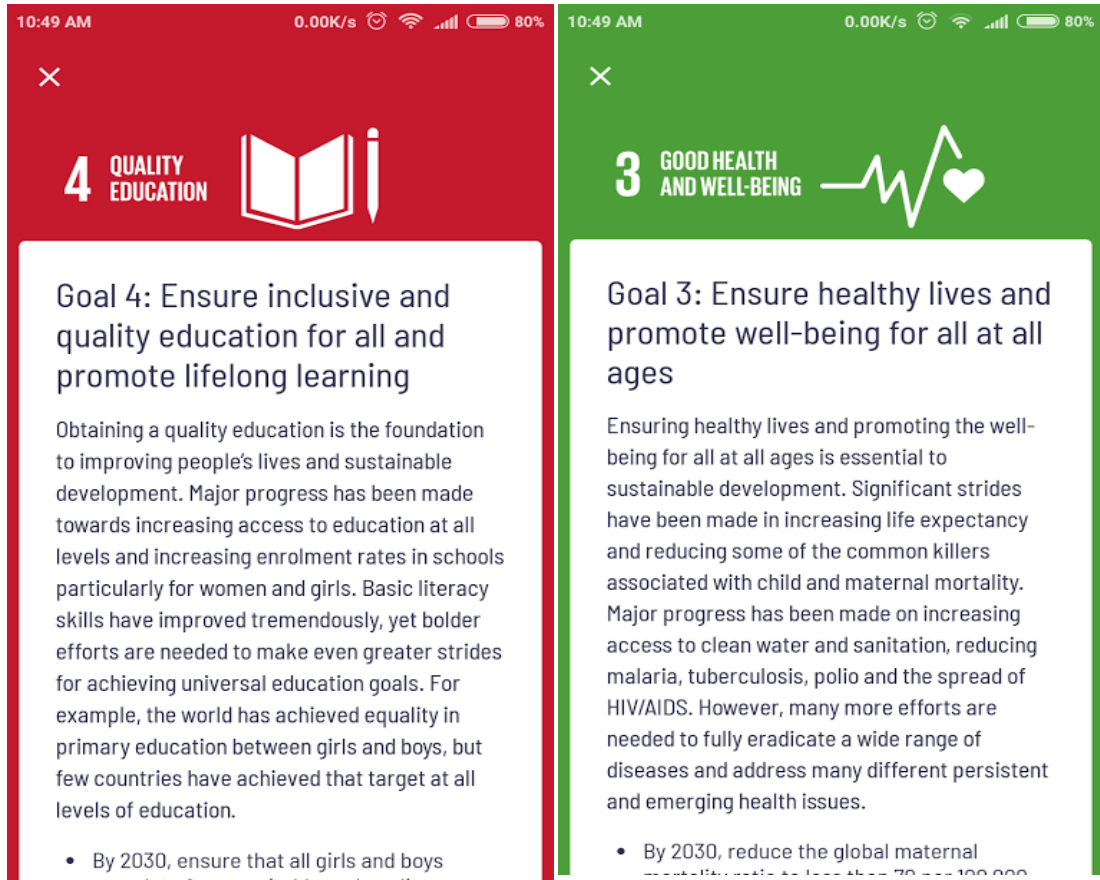 10:49 AM
0.00K/s
80%
4
QUALITY
EDUCATION
Goal 4: Ensure inclusive and
quality education for all and
promote lifelong learning
Obtaining a quality education is the foundation
to improving people's lives and sustainable
development. Major progress has been made
towards increasing access to education at all
levels and increasing enrolment rates in schools
particularly for women and girls. Basic literacy
skills have improved tremendously, yet bolder
efforts are needed to make even greater strides
for achieving universal education goals. For
example, the world has achieved equality in
primary education between girls and boys, but
few countries have achieved that target at all
levels of education.
• By 2030, ensure that all girls and boys
10:49 AM
0.00K/s
80%
3
GOOD HEALTH
AND WELL-BEING
Goal 3: Ensure healthy lives and
promote well-being for all at all
ages
Ensuring healthy lives and promoting the well-
being for all at all ages is essential to
sustainable development. Significant strides
have been made in increasing life expectancy
and reducing some of the common killers
associated with child and maternal mortality.
Major progress has been made on increasing
access to clean water and sanitation, reducing
malaria, tuberculosis, polio and the spread of
HIV/AIDS. However, many more efforts are
needed to fully eradicate a wide range of
diseases and address many different persistent
and emerging health issues.
• By 2030, reduce the global maternal
mortality ratio to less than 70 per 100,000